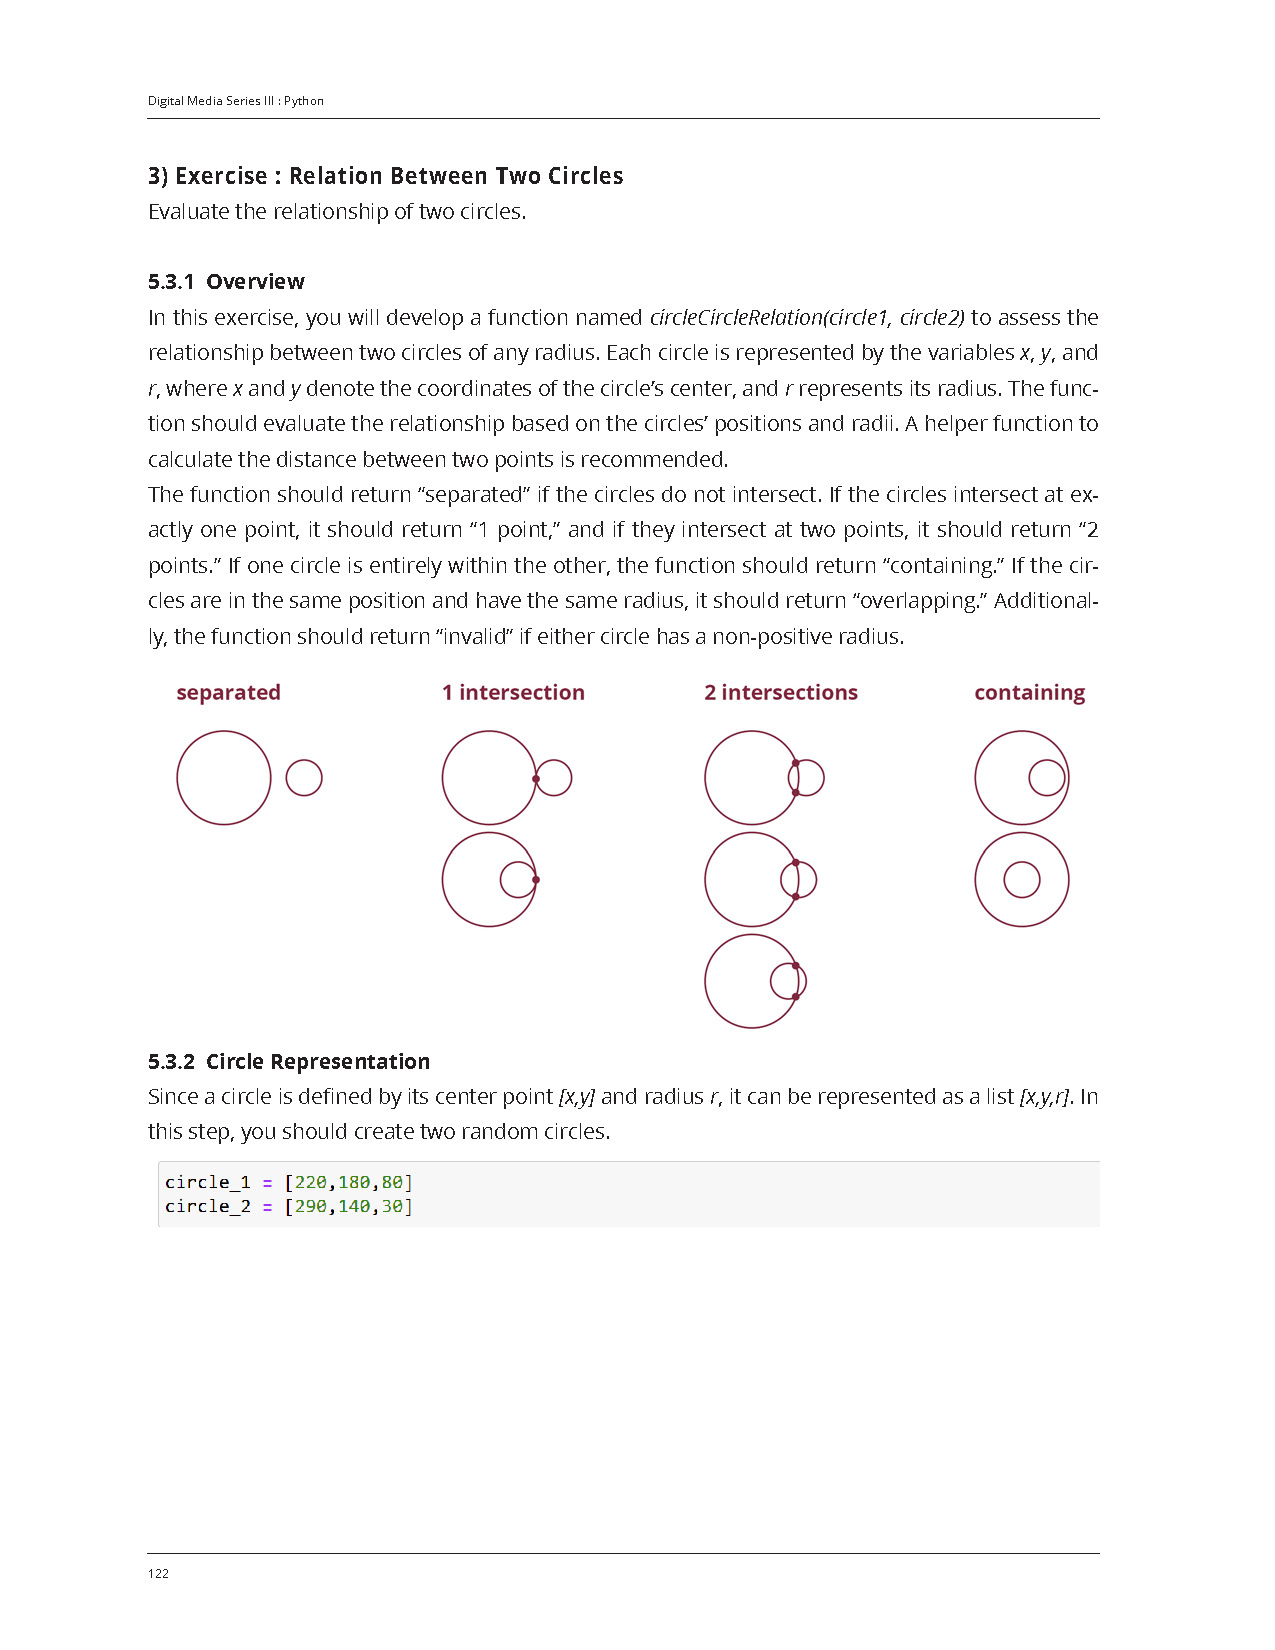 Digital Media Series III : Python
3) Exercise : Relation Between Two Circles
Evaluate the relationship of two circles.
5.3.1 Overview
In this exercise, you will develop a function named circleCircleRelation(circle1, circle2) to assess the
relationship between two circles of any radius. Each circle is represented by the variables x, y, and
r, where x and y denote the coordinates of the circle’s center, and r represents its radius. The func-
tion should evaluate the relationship based on the circles’ positions and radii. A helper function to
calculate the distance between two points is recommended.
The function should return “separated” if the circles do not intersect. If the circles intersect at ex-
actly one point, it should return “1 point,” and if they intersect at two points, it should return “2
points.” If one circle is entirely within the other, the function should return “containing.” If the cir-
cles are in the same position and have the same radius, it should return “overlapping.” Additional-
ly, the function should return “invalid” if either circle has a non-positive radius.
separated 1 intersection 2 intersections containing
5.3.2 Circle Representation
Since a circle is defined by its center point [x,y] and radius r, it can be represented as a list [x,y,r]. In
this step, you should create two random circles.
circle_1 = [220,180,80]
circle_2 = [290,140,30]
122